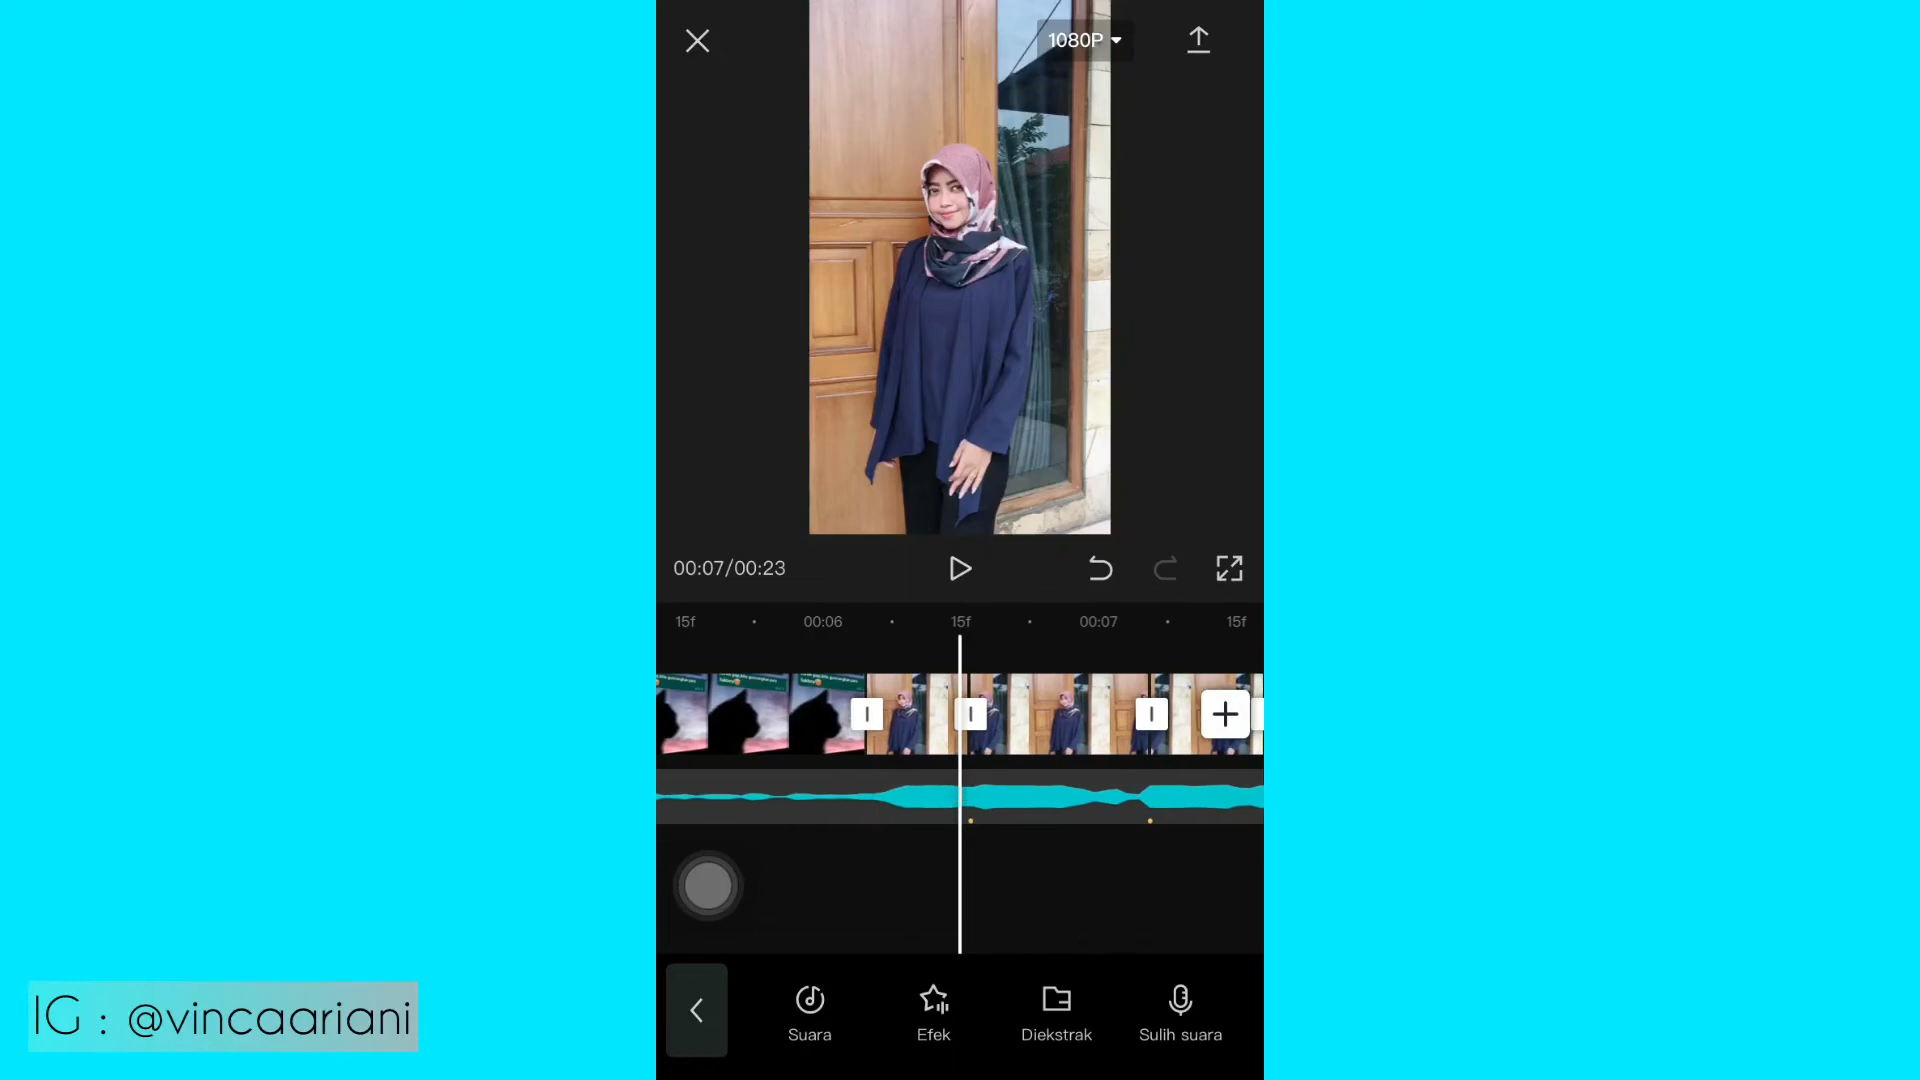 1080P
00:07/00:23
15f 00:06 15f 00:07 15f
Suara Efek Diekstrak Sulih suara
IG : @vincaariani